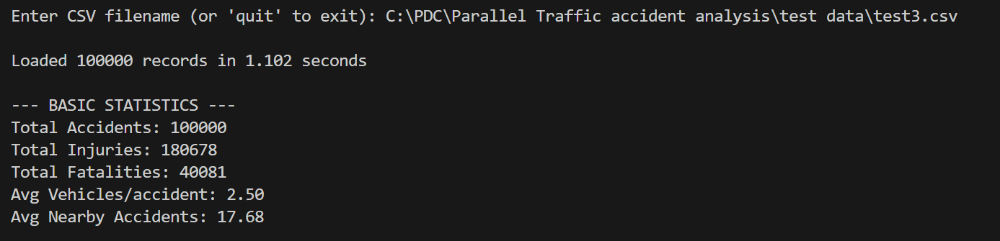 Enter CSV filename (or 'quit' to exit): C:\PDC\Parallel Traffic accident analysis\test data\test3.csv
Loaded 100000 records in 1.102 seconds
--- BASIC STATISTICS ---
Total Accidents: 100000
Total Injuries: 180678
Total Fatalities: 40081
Avg Vehicles/accident: 2.50
Avg Nearby Accidents: 17.68